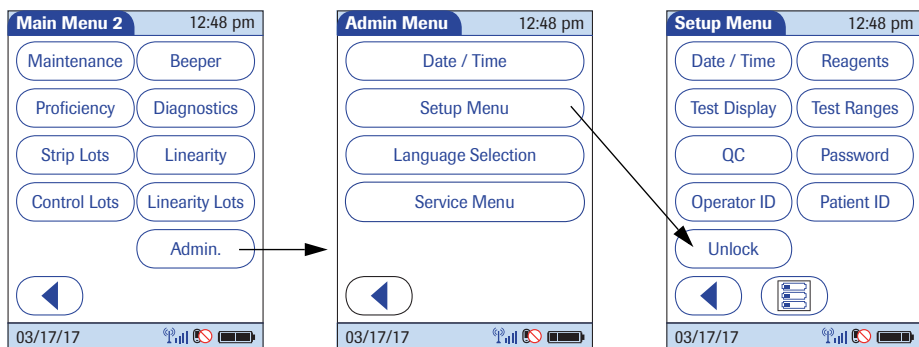 Main Menu 2 12:48 pm
Maintenance Beeper
Proficiency Diagnostics
Strip Lots Linearity
Control Lots Linearity Lots
Admin.
03/17/17
Admin Menu 12:48 pm
Date / Time
Setup Menu
Language Selection
Service Menu
03/17/17
Setup Menu 12:48 pm
Date / Time Reagents
Test Display Test Ranges
QC Password
Operator ID Patient ID
Unlock
03/17/17